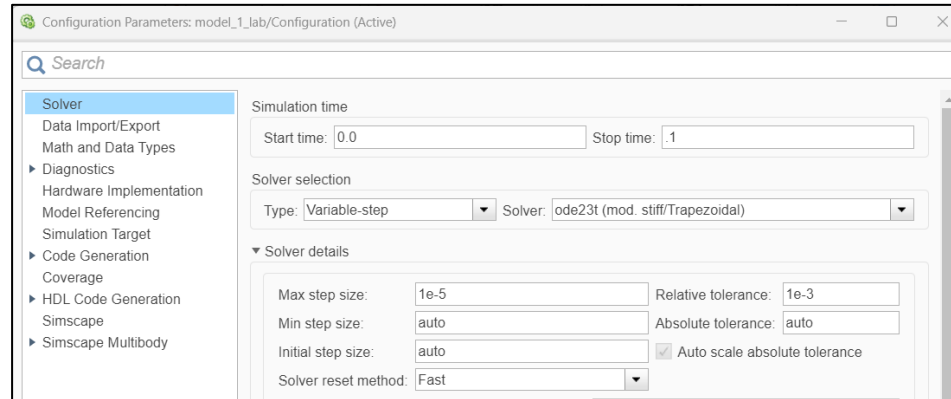 Configuration Parameters: model_1_lab/Configuration (Active)
Search
Solver
Data Import/Export
Math and Data Types
Diagnostics
Hardware Implementation
Model Referencing
Simulation Target
Code Generation
Coverage
HDL Code Generation
Simscape
Simscape Multibody
Simulation time
Start time: 0.0 Stop time: .1
Solver selection
Type: Variable-step Solver: ode23t (mod. stiff/Trapezoidal)
Solver details
Max step size: 1e-5 Relative tolerance: 1e-3
Min step size: auto Absolute tolerance: auto
Initial step size: auto Auto scale absolute tolerance
Solver reset method: Fast